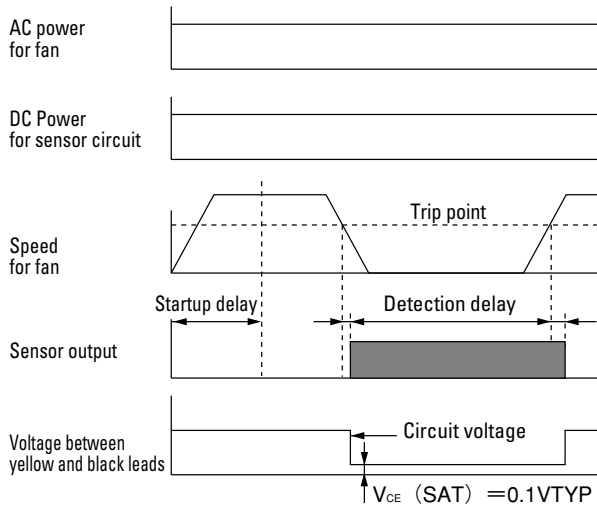 AC power
for fan
DC Power
for sensor circuit
Trip point
Speed
for fan
Startup delay
Detection delay
Sensor output
Circuit voltage
Voltage between
yellow and black leads
VCE (SAT) =0.1VTYP